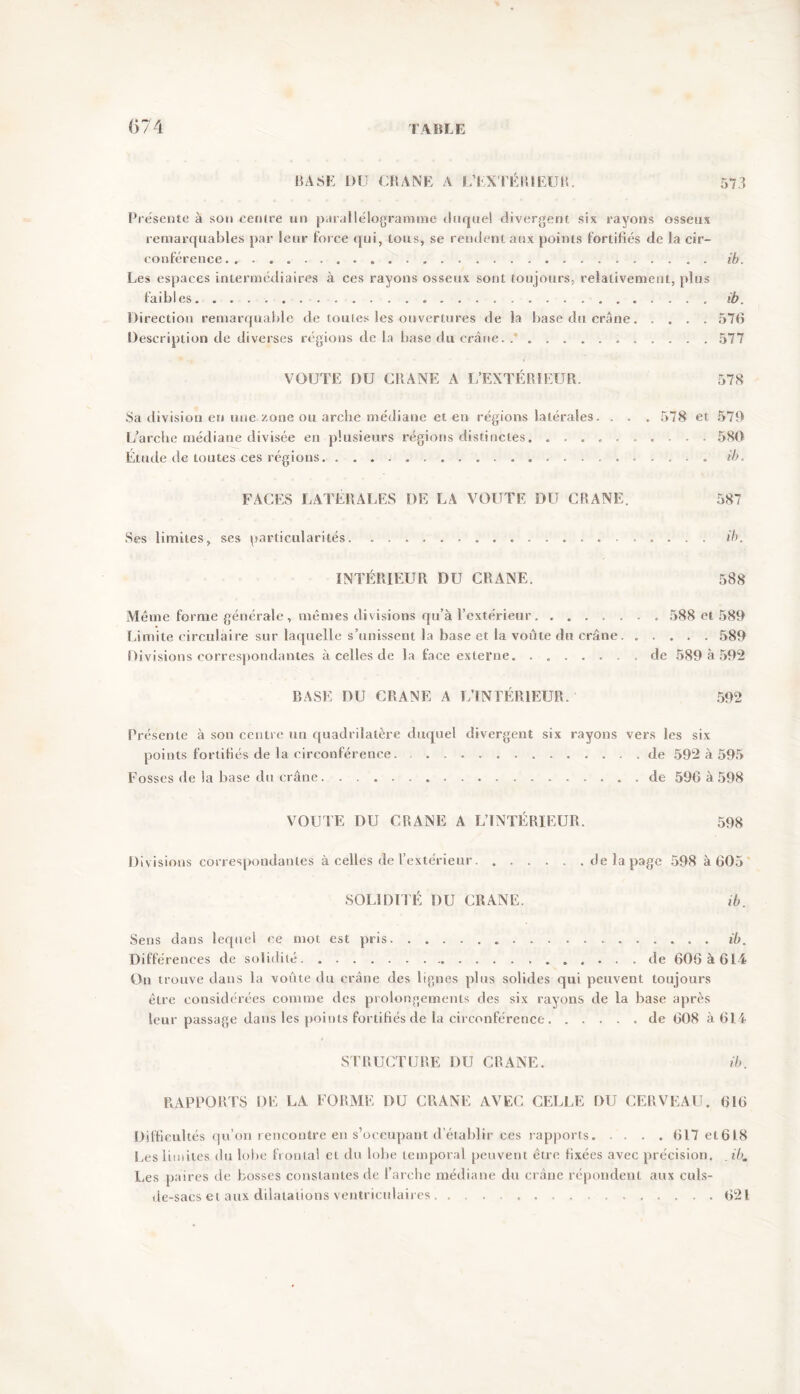 674 TABLE
BASE DU CRANE A L'EXTÉRIEUR. 573
Présente à son centre un parallélogramme duquel divergent six rayons osseux
remarquables par leur force qui, tous, se rendent aux points fortifiés de la cir-
conférence. . . . . . . . . . . . . . . . . . . . . . . . . . . ib.
Les espaces intermédiaires à ces rayons osseux sont toujours, relativement, plus
faibles. . . . . . . . . . . . . . . . . . . . . . . . . . . . . ib.
Direction remarquable de toutes les ouvertures de la base du crâne. . . . . 576
Description de diverses régions de la base du crâne. . . . . . . . . . . . 577
VOUTE DU CRANE A L'EXTÉRIEUR. 578
Sa division en une zone ou arche médiane et en régions latérales. . . . 578 et 579
L'arche médiane divisée en plusieurs régions distinctes. . . . . . . . . . 580
Étude de toutes ces régions. . . . . . . . . . . . . . . . . . . . . . . ib.
FACES LATÉRALES DE LA VOUTE DU CRANE. 587
Ses limites, ses particularités. . . . . . . . . . . . . . . . . . . . . ib.
INTÉRIEUR DU CRANE. 588
Même forme générale, mêmes divisions qu'à l'extérieur. . . . . . . . 588 et 589
Limite circulaire sur laquelle s'unissent la base et la voûte du crâne. . . . . . 589
Divisions correspondantes à celles de la face externe. . . . . . . . de 589 à 592
BASE DU CRANE A L'INTÉRIEUR. 592
Présente à son centre un quadrilatère duquel divergent six rayons vers les six
points fortifiés de la circonférence. . . . . . . . . . . . . . . de 592 à 595
Fosses de la base du crâne. . . . . . . . . . . . . . . . . . . de 596 à 598
VOUTE DU CRANE A L'INTÉRIEUR. 598
Divisions correspondantes à celles de l'extérieur. . . . . . . de la page 598 à 605
SOLIDITÉ DU CRANE. ib.
Sens dans lequel ce mot est pris. . . . . . . . . . . . . . . . . . . . ib.
Différences de solidité. . . . . . . . . . . . . . . . . . . . de 606 à 614
On trouve dans la voûte du crâne des lignes plus solides qui peuvent toujours
être considérées comme des prolongements des six rayons de la base après
leur passage dans les points fortifiés de la circonférence. . . . . . de 608 à 614
STRUCTURE DU CRANE. ib.
RAPPORTS DE LA FORME DU CRANE AVEC CELLE DU CERVEAU. 616
Difficultés qu'on rencontre en s'occupant d'établir ces rapports. . . . . 617 et 618
Les limites du lobe frontal et du lobe temporal peuvent être fixées avec précision. . ib.
Les paires de bosses constantes de l'arche médiane du crâne répondent aux culs-
de-sacs et aux dilatations ventriculaires. . . . . . . . . . . . . . . . . 621